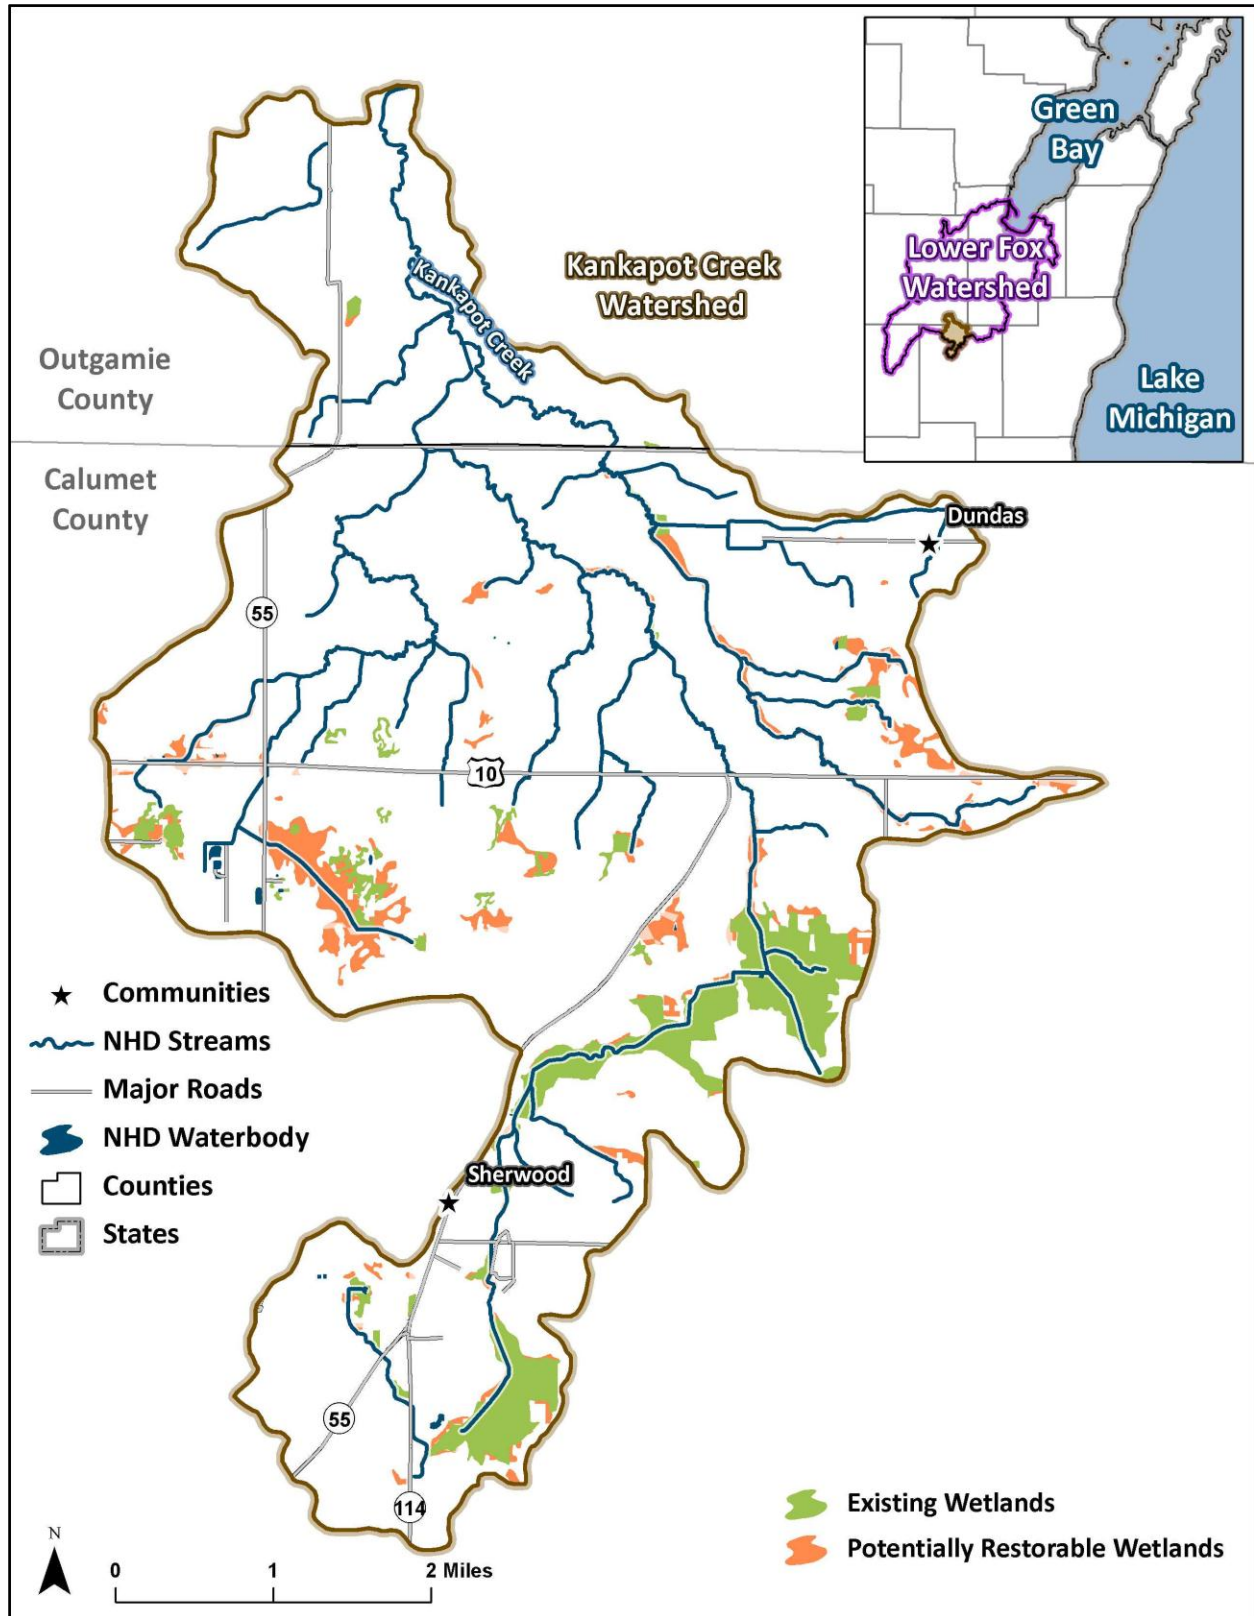 Green
Bay
Lower Fox
Watershed
Lake
Michigan
Kankapot Creek
Watershed
Kankapot Creek
Outgamie
County
Calumet
County
Dundas
55
10
Communities
NHD Streams
Major Roads
NHD Waterbody
Counties
States
Sherwood
55
114
Existing Wetlands
Potentially Restorable Wetlands
N
0 1 2 Miles